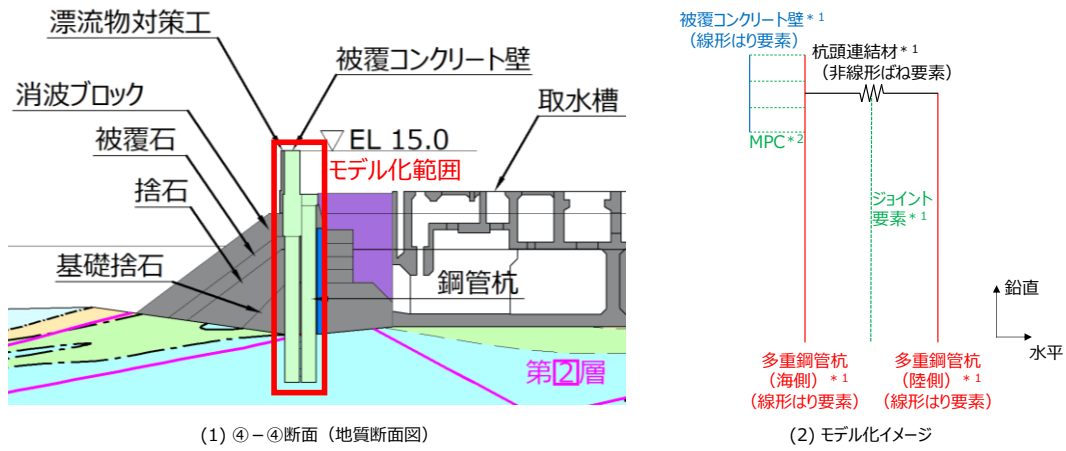 漂流物対策工
被覆コンクリート壁
消波ブロック
取水槽
被覆石
▽EL 15.0
モデル化範囲
捨石
基礎捨石
鋼管杭
第2層
(1) ④－④断面（地質断面図）
被覆コンクリート壁＊1
（線形はり要素）
杭頭連結材＊1
（非線形ばね要素）
MPC＊2
ジョイント
要素＊1
鉛直
水平
多重鋼管杭
（海側）＊1
（線形はり要素）
多重鋼管杭
（陸側）＊1
（線形はり要素）
(2) モデル化イメージ